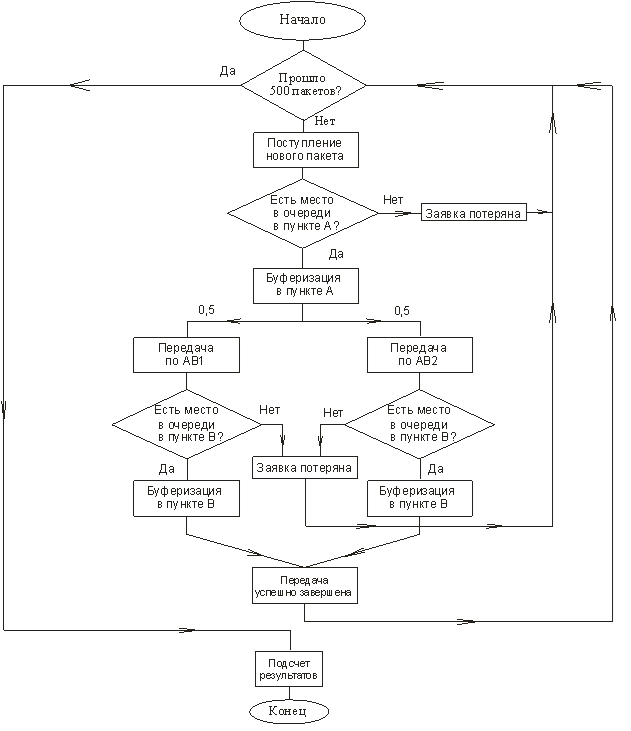 Начало
Да
Прошло
500 пакетов?
Нет
Поступление
нового пакета
Есть место
в очереди
в пункте А?
Нет
Заявка потеряна
Да
Буферизация
в пункте А
0,5
0,5
Передача
по АВ1
Передача
по АВ2
Есть место
в очереди
в пункте В?
Нет
Нет
Есть место
в очереди
в пункте В?
Заявка потеряна
Да
Да
Буферизация
в пункте В
Буферизация
в пункте В
Передача
успешно завершена
Подсчет
результатов
Конец